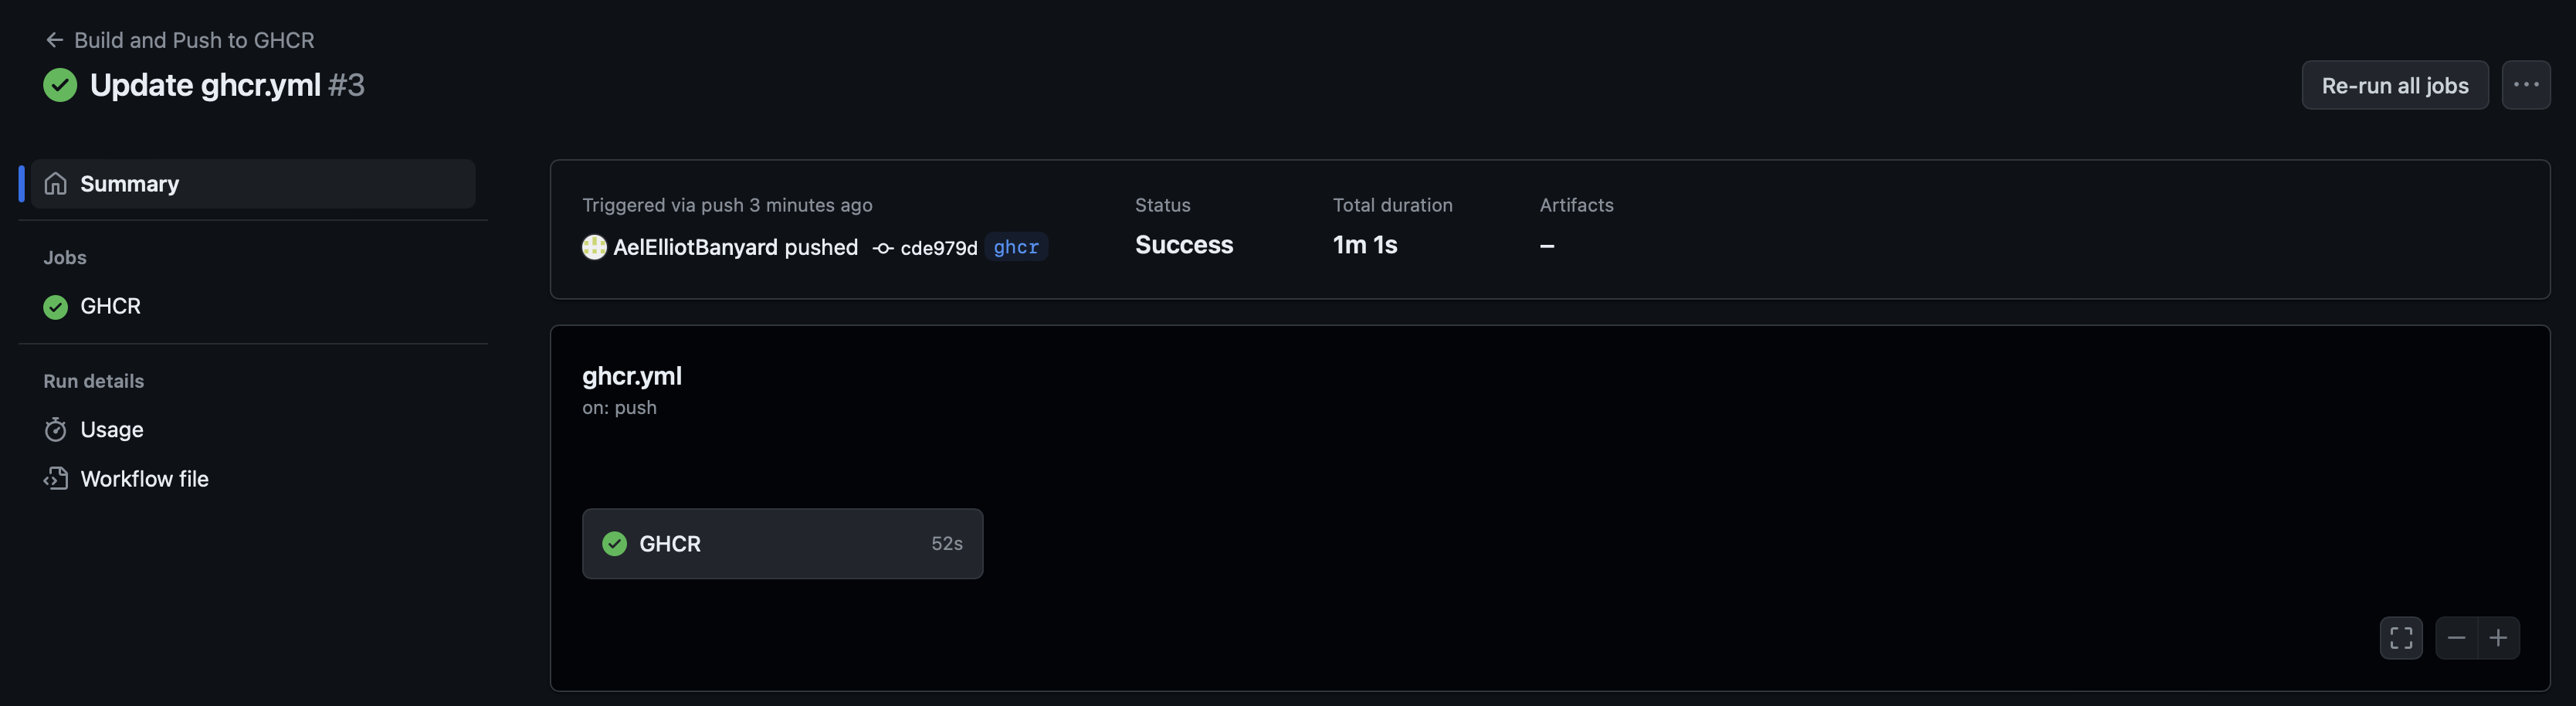 Build and Push to GHCR
Update ghcr.yml #3
Re-run all jobs
Summary
Jobs
GHCR
Run details
Usage
Workflow file
Triggered via push 3 minutes ago
AelElliotBanyard pushed cde979d ghcr
Status
Success
Total duration
1m 1s
Artifacts
–
ghcr.yml
on: push
GHCR 52s